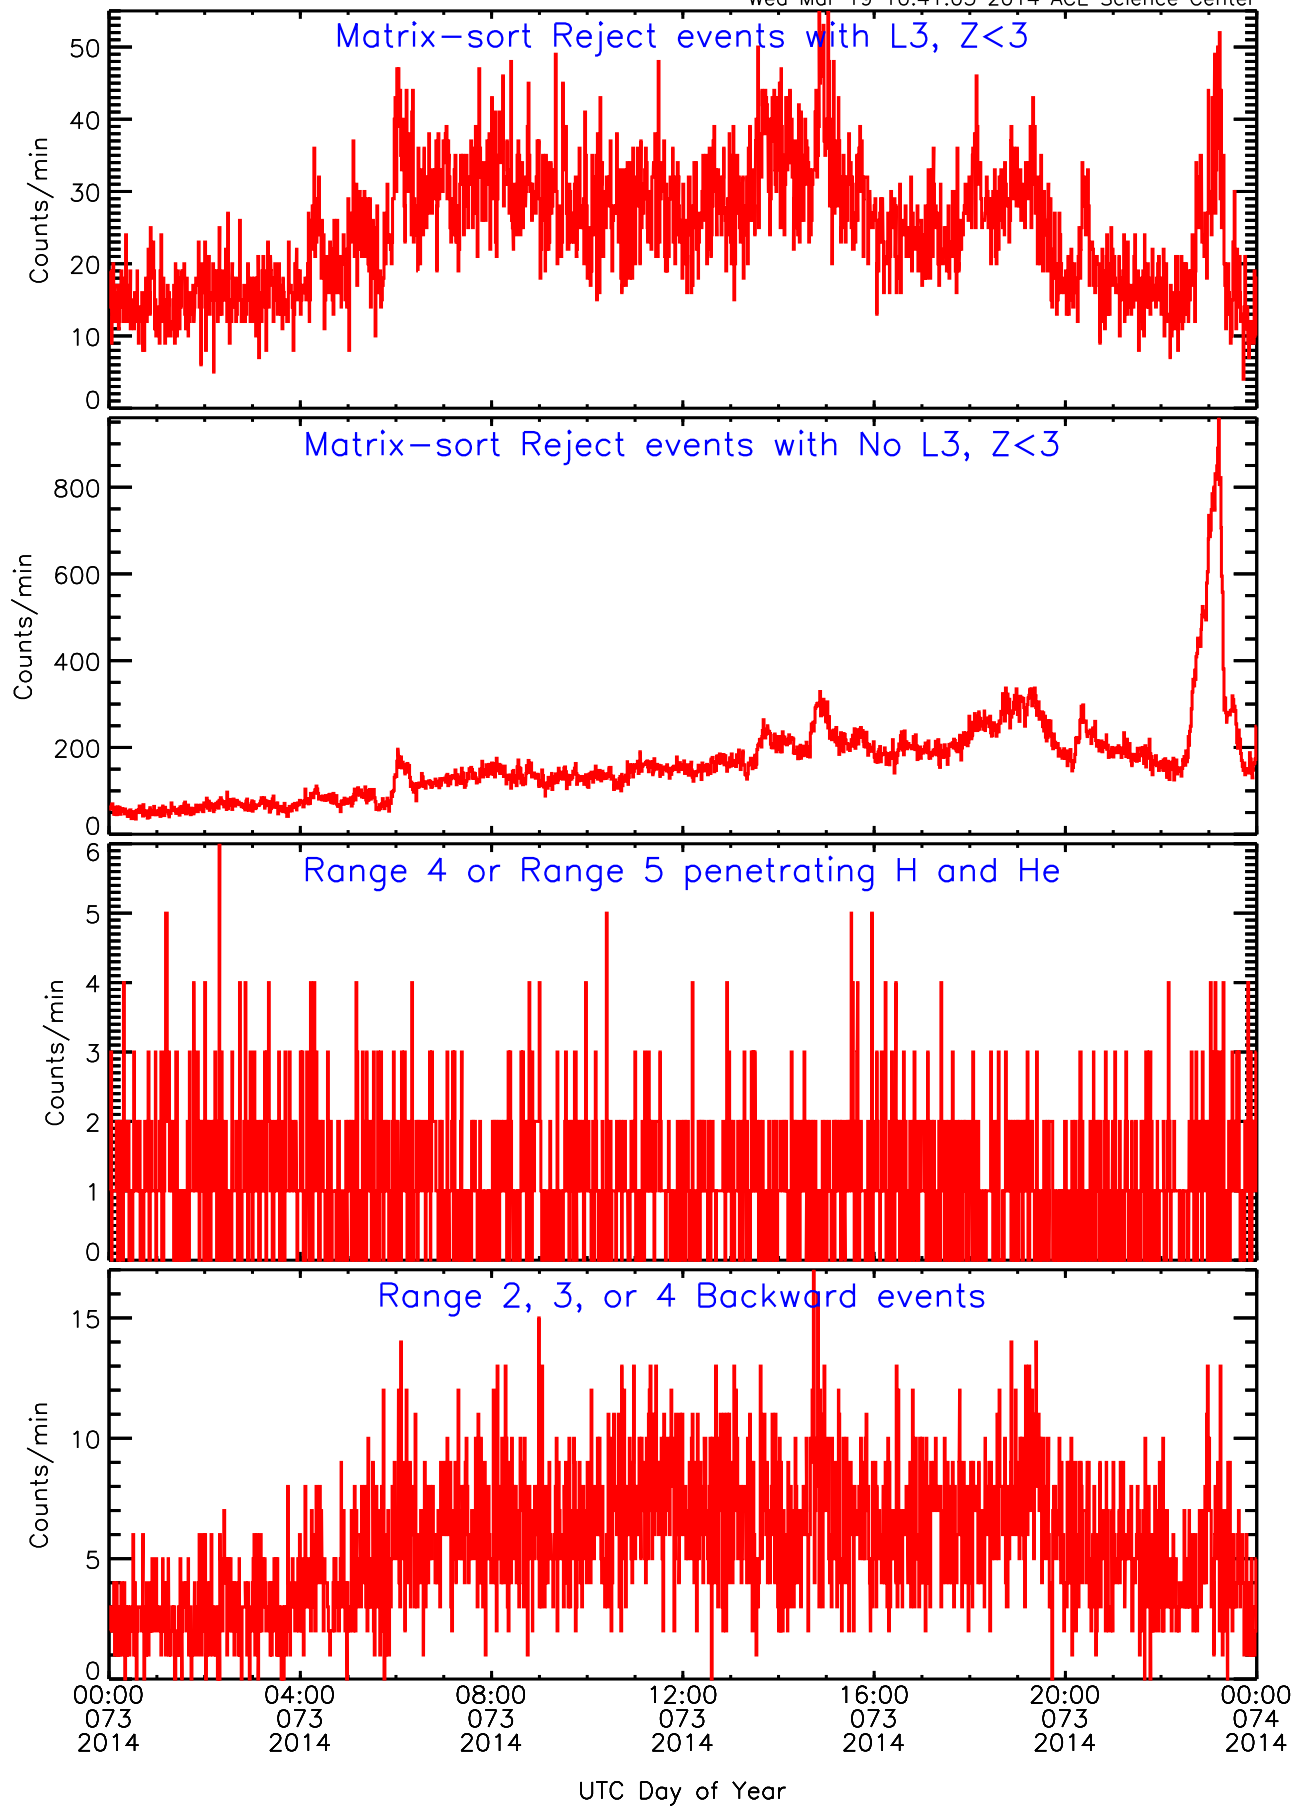 Matrix-sort Reject events with L3, Z<3
Counts/min
50
40
30
20
10
0
Matrix-sort Reject events with No L3, Z<3
Counts/min
800
600
400
200
0
Range 4 or Range 5 penetrating H and He
Counts/min
6
5
4
3
2
1
0
Range 2, 3, or 4 Backward events
Counts/min
15
10
5
0
00:00 04:00 08:00 12:00 16:00 20:00 00:00
073 073 073 073 073 073 074
2014 2014 2014 2014 2014 2014 2014
UTC Day of Year